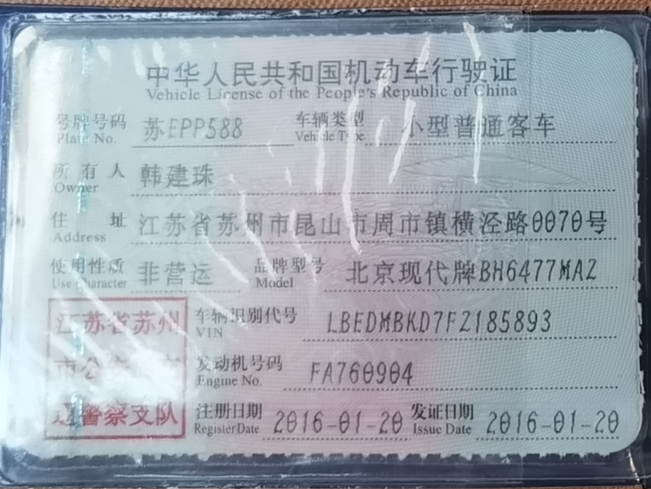 中华人民共和国机动车行驶证
Vehicle License of the People's Republic of China
号牌号码 苏EPP588 车辆类型 小型普通客车
Plate No. Vehicle Type
所有人 韩建珠
Owner
住址 江苏省苏州市昆山市周市镇横泾路0070号
Address
使用性质 非营运 品牌型号 北京现代牌BH6477MAZ
Use Character Model
江苏省苏州 车辆识别代号 LBEDMBKD7F2185893
VIN
市公安局交 发动机号码 FA760904
Engine No.
通警察支队 注册日期 2016-01-20 发证日期 2016-01-20
Register Date Issue Date